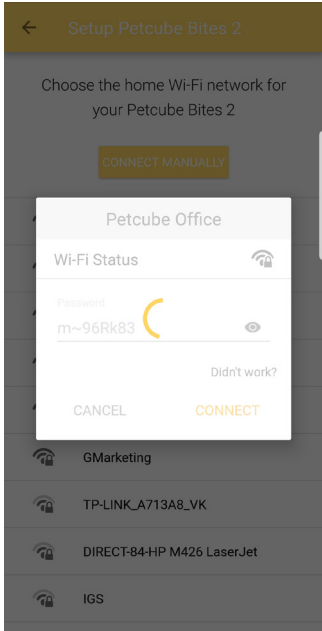 Setup Petcube Bites 2
Choose the home Wi-Fi network for
your Petcube Bites 2
CONNECT MANUALLY
Petcube Office
Wi-Fi Status
Password
m~96Rk83
Didn't work?
CANCEL CONNECT
GMarketing
TP-LINK_A713A8_VK
DIRECT-84-HP M426 LaserJet
IGS